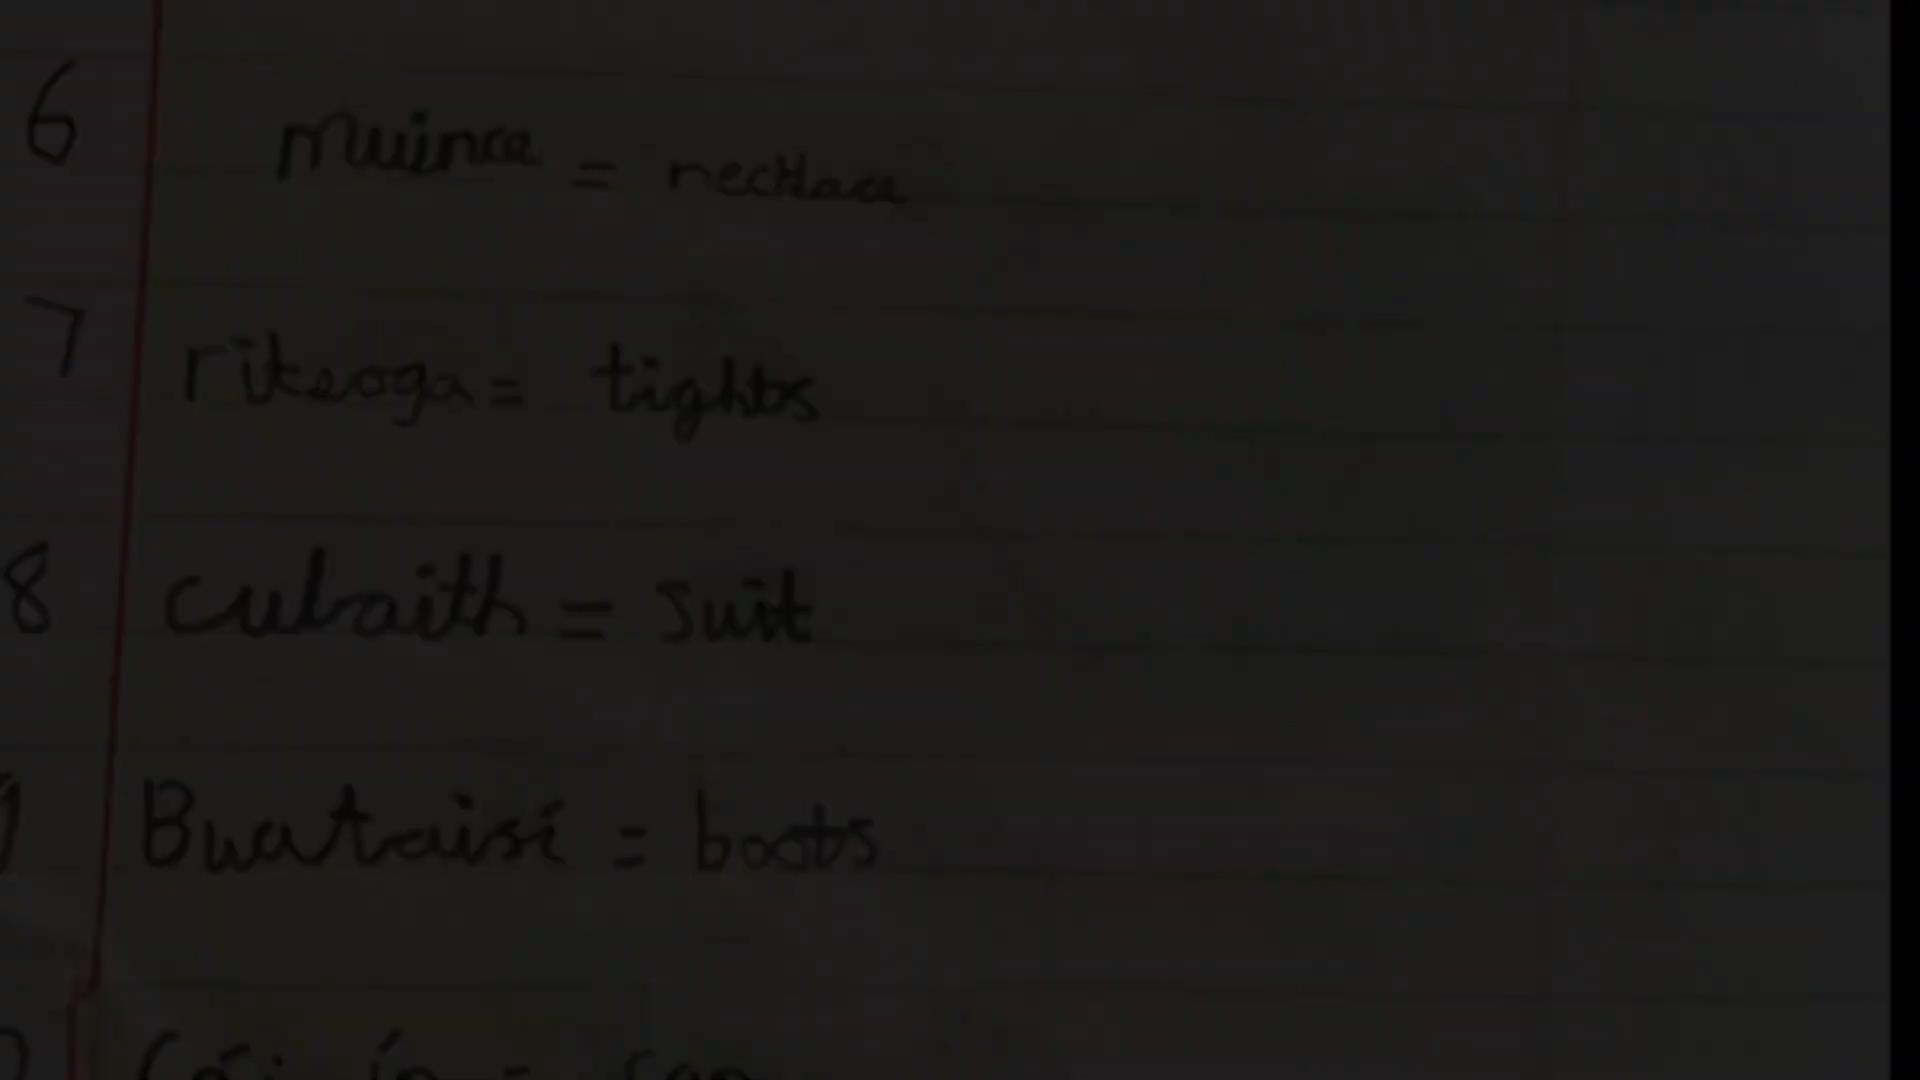 6 muince = necklace
7 riteoga = tights
8 culaith = suit
Buataisí = boots